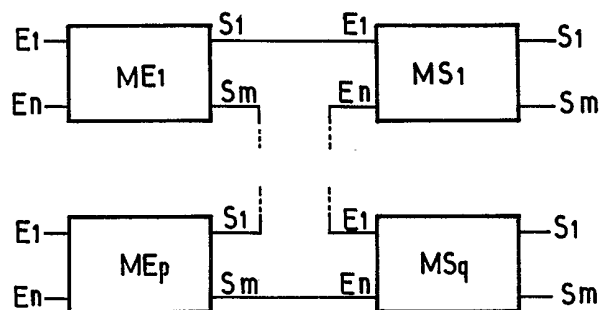 E1 ME1 S1 E1 MS1 S1
En Sm En Sm
E1 MEp S1 E1 MSq S1
En Sm En Sm